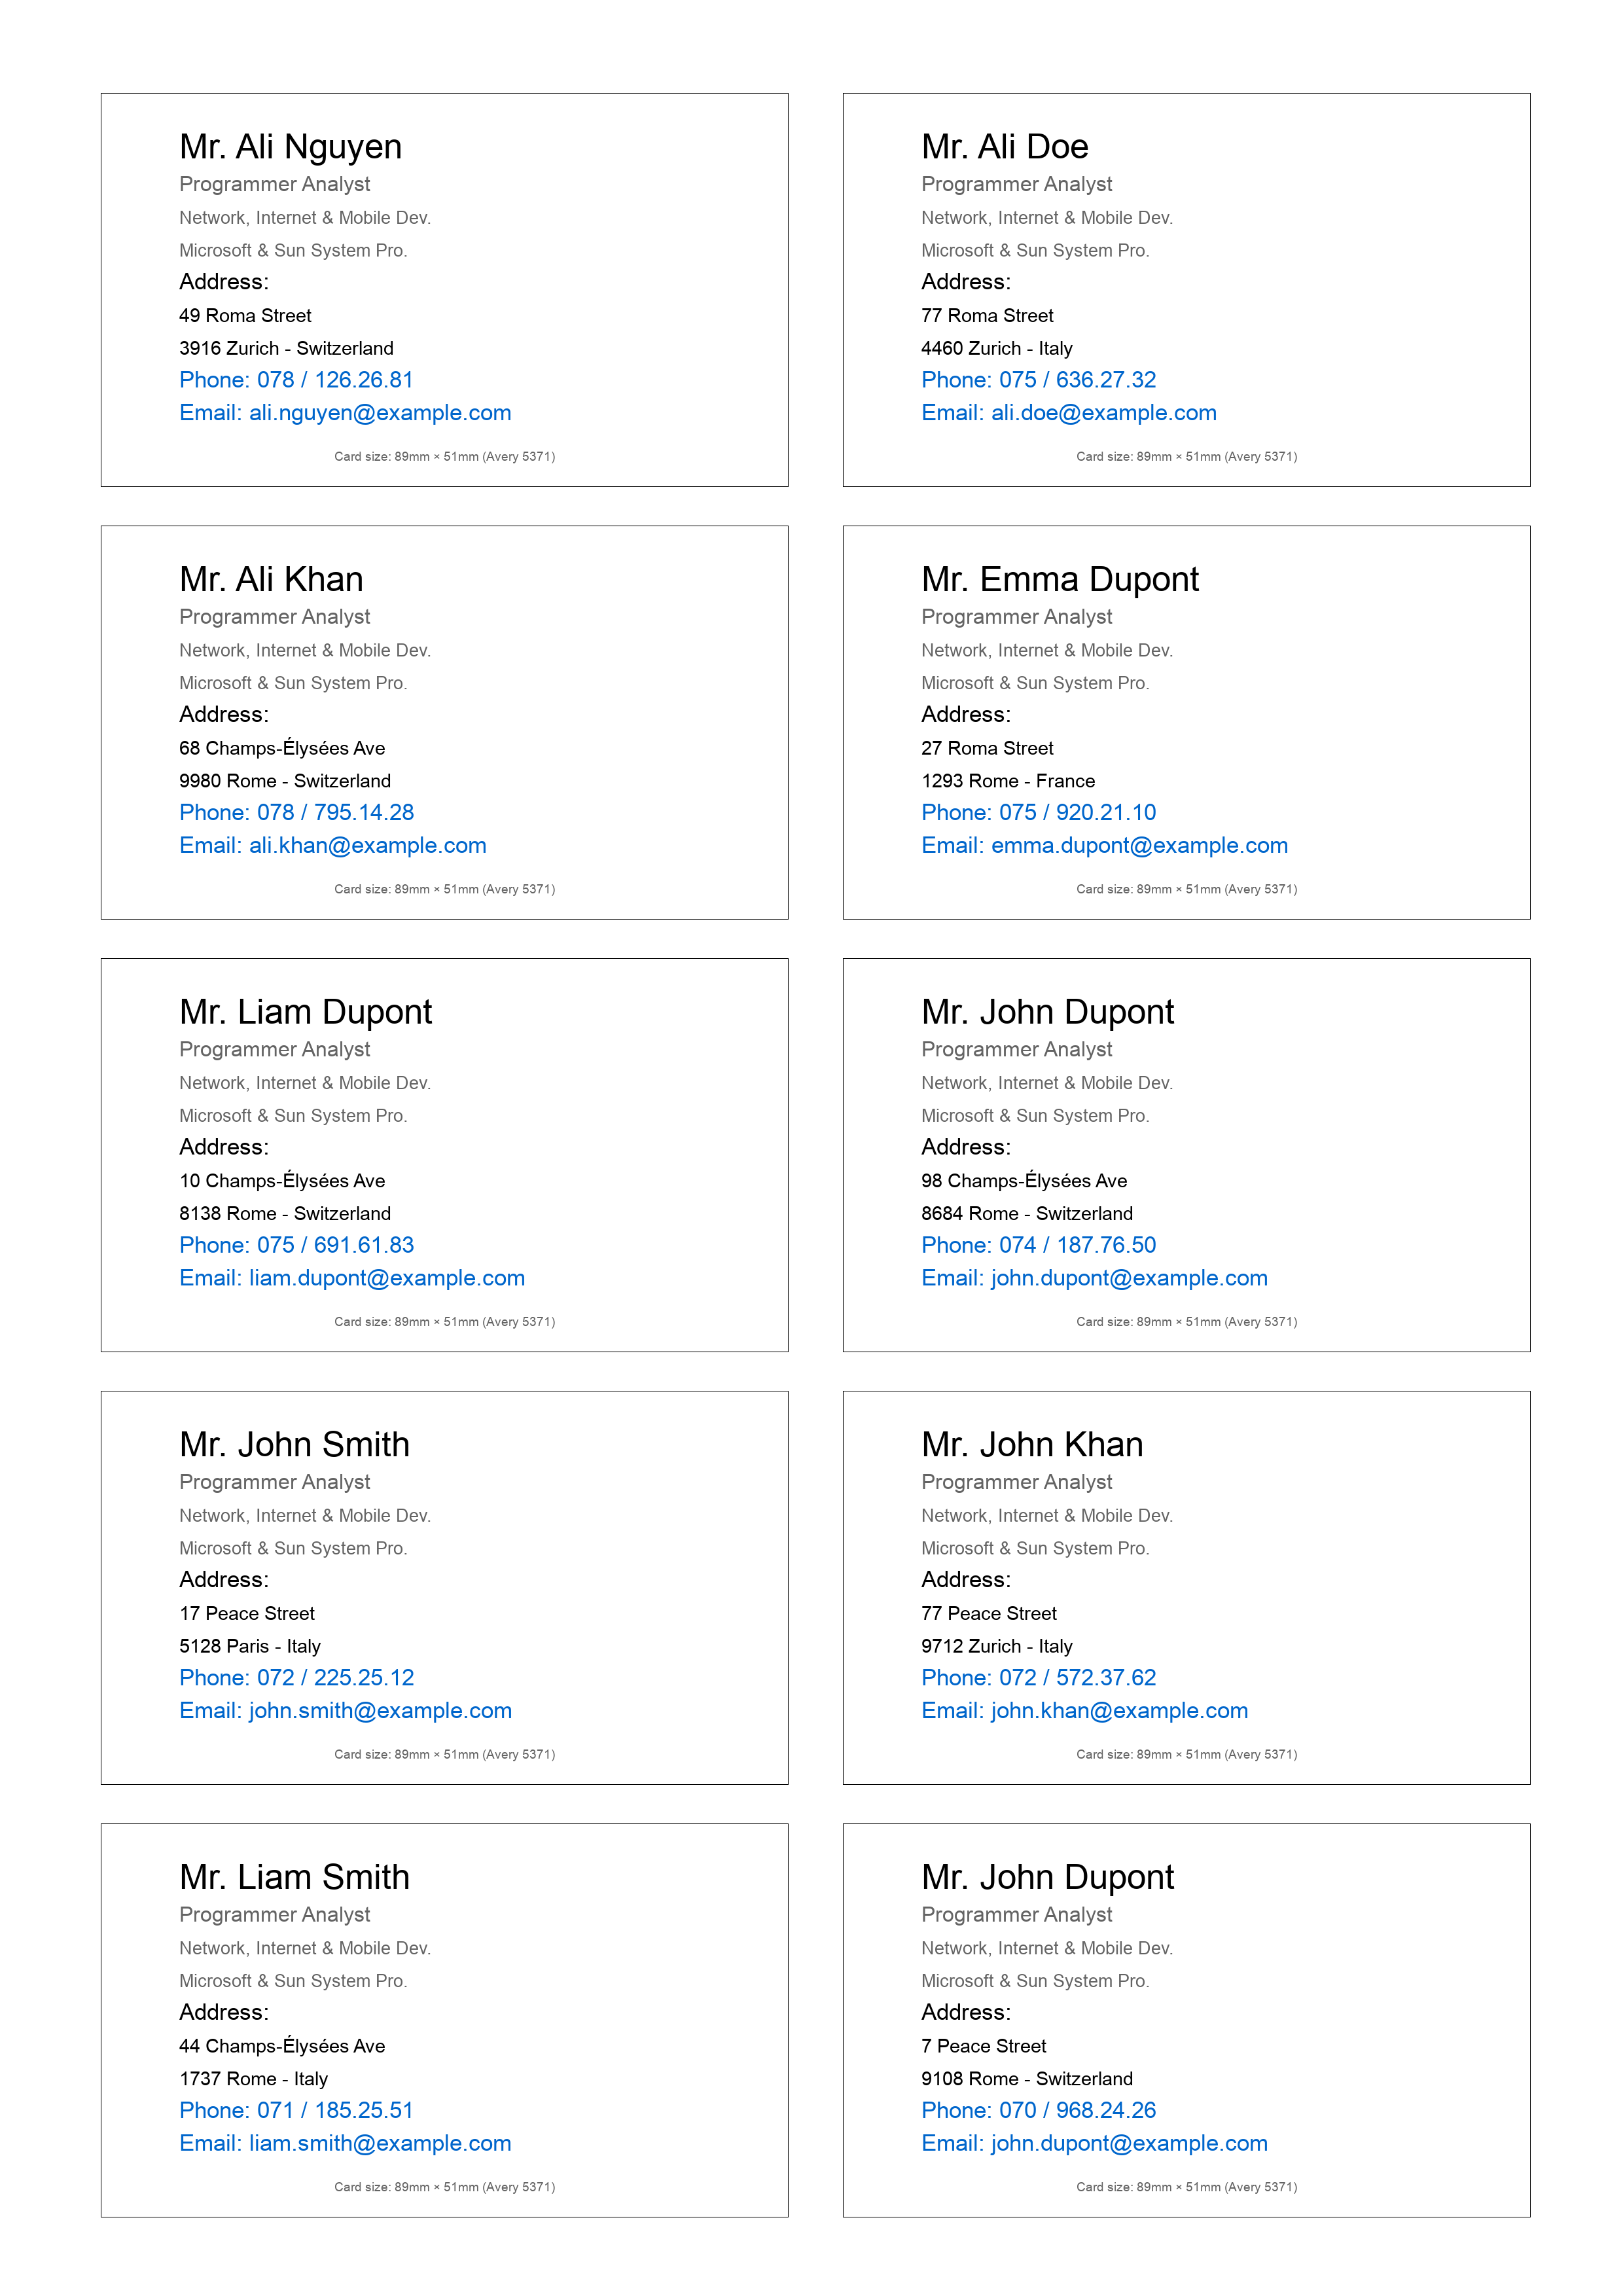 Mr. Ali Nguyen
Programmer Analyst
Network, Internet & Mobile Dev.
Microsoft & Sun System Pro.
Address:
49 Roma Street
3916 Zurich - Switzerland
Phone: 078 / 126.26.81
Email: ali.nguyen@example.com
Card size: 89mm × 51mm (Avery 5371)
Mr. Ali Doe
Programmer Analyst
Network, Internet & Mobile Dev.
Microsoft & Sun System Pro.
Address:
77 Roma Street
4460 Zurich - Italy
Phone: 075 / 636.27.32
Email: ali.doe@example.com
Card size: 89mm × 51mm (Avery 5371)
Mr. Ali Khan
Programmer Analyst
Network, Internet & Mobile Dev.
Microsoft & Sun System Pro.
Address:
68 Champs-Élysées Ave
9980 Rome - Switzerland
Phone: 078 / 795.14.28
Email: ali.khan@example.com
Card size: 89mm × 51mm (Avery 5371)
Mr. Emma Dupont
Programmer Analyst
Network, Internet & Mobile Dev.
Microsoft & Sun System Pro.
Address:
27 Roma Street
1293 Rome - France
Phone: 075 / 920.21.10
Email: emma.dupont@example.com
Card size: 89mm × 51mm (Avery 5371)
Mr. Liam Dupont
Programmer Analyst
Network, Internet & Mobile Dev.
Microsoft & Sun System Pro.
Address:
10 Champs-Élysées Ave
8138 Rome - Switzerland
Phone: 075 / 691.61.83
Email: liam.dupont@example.com
Card size: 89mm × 51mm (Avery 5371)
Mr. John Dupont
Programmer Analyst
Network, Internet & Mobile Dev.
Microsoft & Sun System Pro.
Address:
98 Champs-Élysées Ave
8684 Rome - Switzerland
Phone: 074 / 187.76.50
Email: john.dupont@example.com
Card size: 89mm × 51mm (Avery 5371)
Mr. John Smith
Programmer Analyst
Network, Internet & Mobile Dev.
Microsoft & Sun System Pro.
Address:
17 Peace Street
5128 Paris - Italy
Phone: 072 / 225.25.12
Email: john.smith@example.com
Card size: 89mm × 51mm (Avery 5371)
Mr. John Khan
Programmer Analyst
Network, Internet & Mobile Dev.
Microsoft & Sun System Pro.
Address:
77 Peace Street
9712 Zurich - Italy
Phone: 072 / 572.37.62
Email: john.khan@example.com
Card size: 89mm × 51mm (Avery 5371)
Mr. Liam Smith
Programmer Analyst
Network, Internet & Mobile Dev.
Microsoft & Sun System Pro.
Address:
44 Champs-Élysées Ave
1737 Rome - Italy
Phone: 071 / 185.25.51
Email: liam.smith@example.com
Card size: 89mm × 51mm (Avery 5371)
Mr. John Dupont
Programmer Analyst
Network, Internet & Mobile Dev.
Microsoft & Sun System Pro.
Address:
7 Peace Street
9108 Rome - Switzerland
Phone: 070 / 968.24.26
Email: john.dupont@example.com
Card size: 89mm × 51mm (Avery 5371)